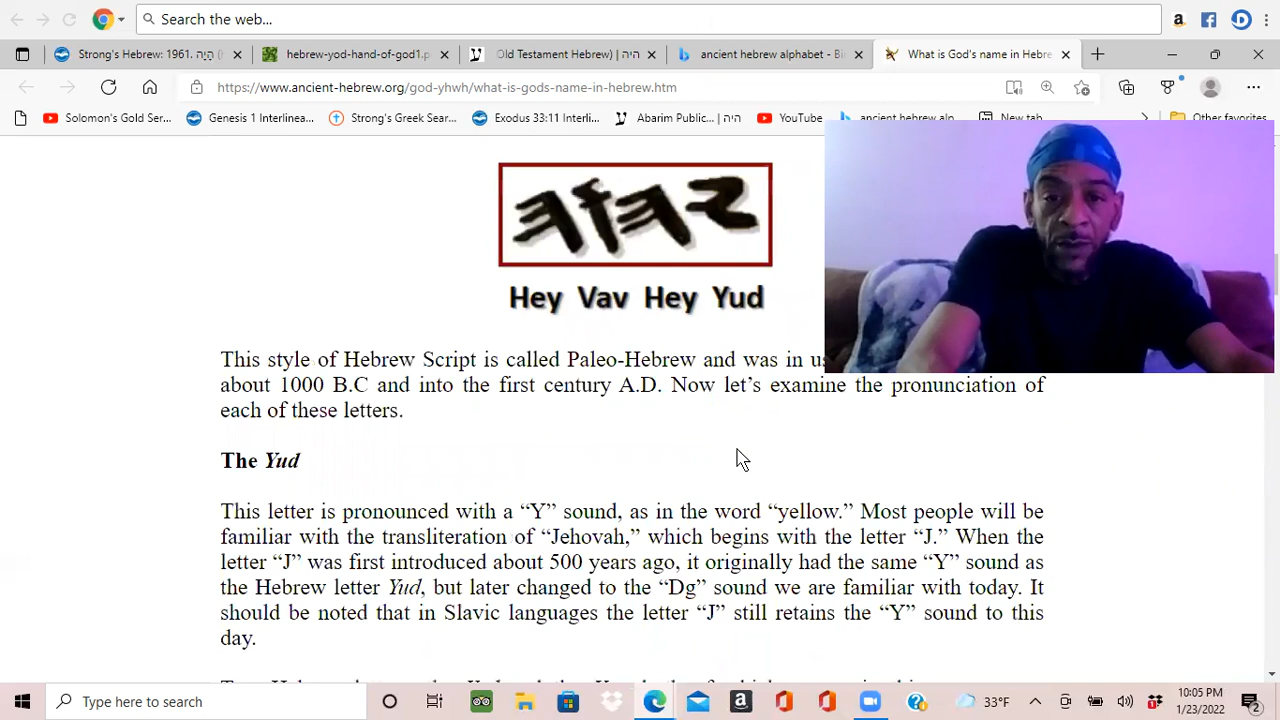 Search the web...
Strong's Hebrew: 1961. הָיָה (
hebrew-yod-hand-of-god1.p
Old Testament Hebrew) | היה
ancient hebrew alphabet - Bi
What is God's name in Hebre
https://www.ancient-hebrew.org/god-yhwh/what-is-gods-name-in-hebrew.htm
Solomon's Gold Ser...
Genesis 1 Interlinea...
Strong's Greek Sear...
Exodus 33:11 Interli...
Abarim Public... | היה
YouTube
ancient hebrew alp
New tab
Other favorites
𐤉𐤄𐤅𐤄
Hey Vav Hey Yud
This style of Hebrew Script is called Paleo-Hebrew and was in
about 1000 B.C and into the first century A.D. Now let’s examine the pronunciation of
each of these letters.
The Yud
This letter is pronounced with a “Y” sound, as in the word “yellow.” Most people will be
familiar with the transliteration of “Jehovah,” which begins with the letter “J.” When the
letter “J” was first introduced about 500 years ago, it originally had the same “Y” sound as
the Hebrew letter Yud, but later changed to the “Dg” sound we are familiar with today. It
should be noted that in Slavic languages the letter “J” still retains the “Y” sound to this
day.
Type here to search
33°F
10:05 PM
1/23/2022
2